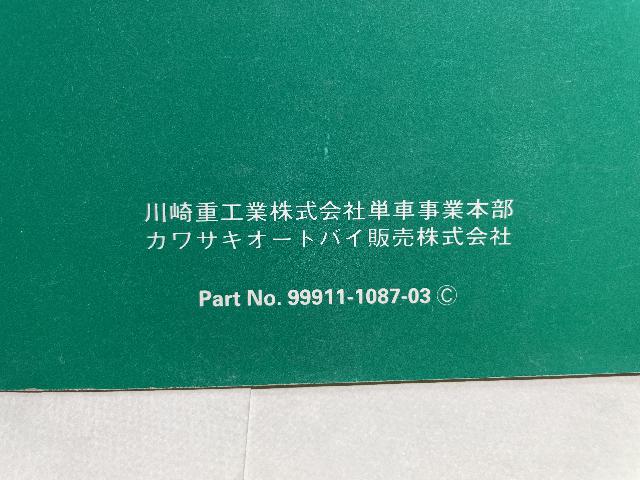 川崎重工業株式会社単車事業本部
カワサキオートバイ販売株式会社
Part No. 99911-1087-03 Ⓒ